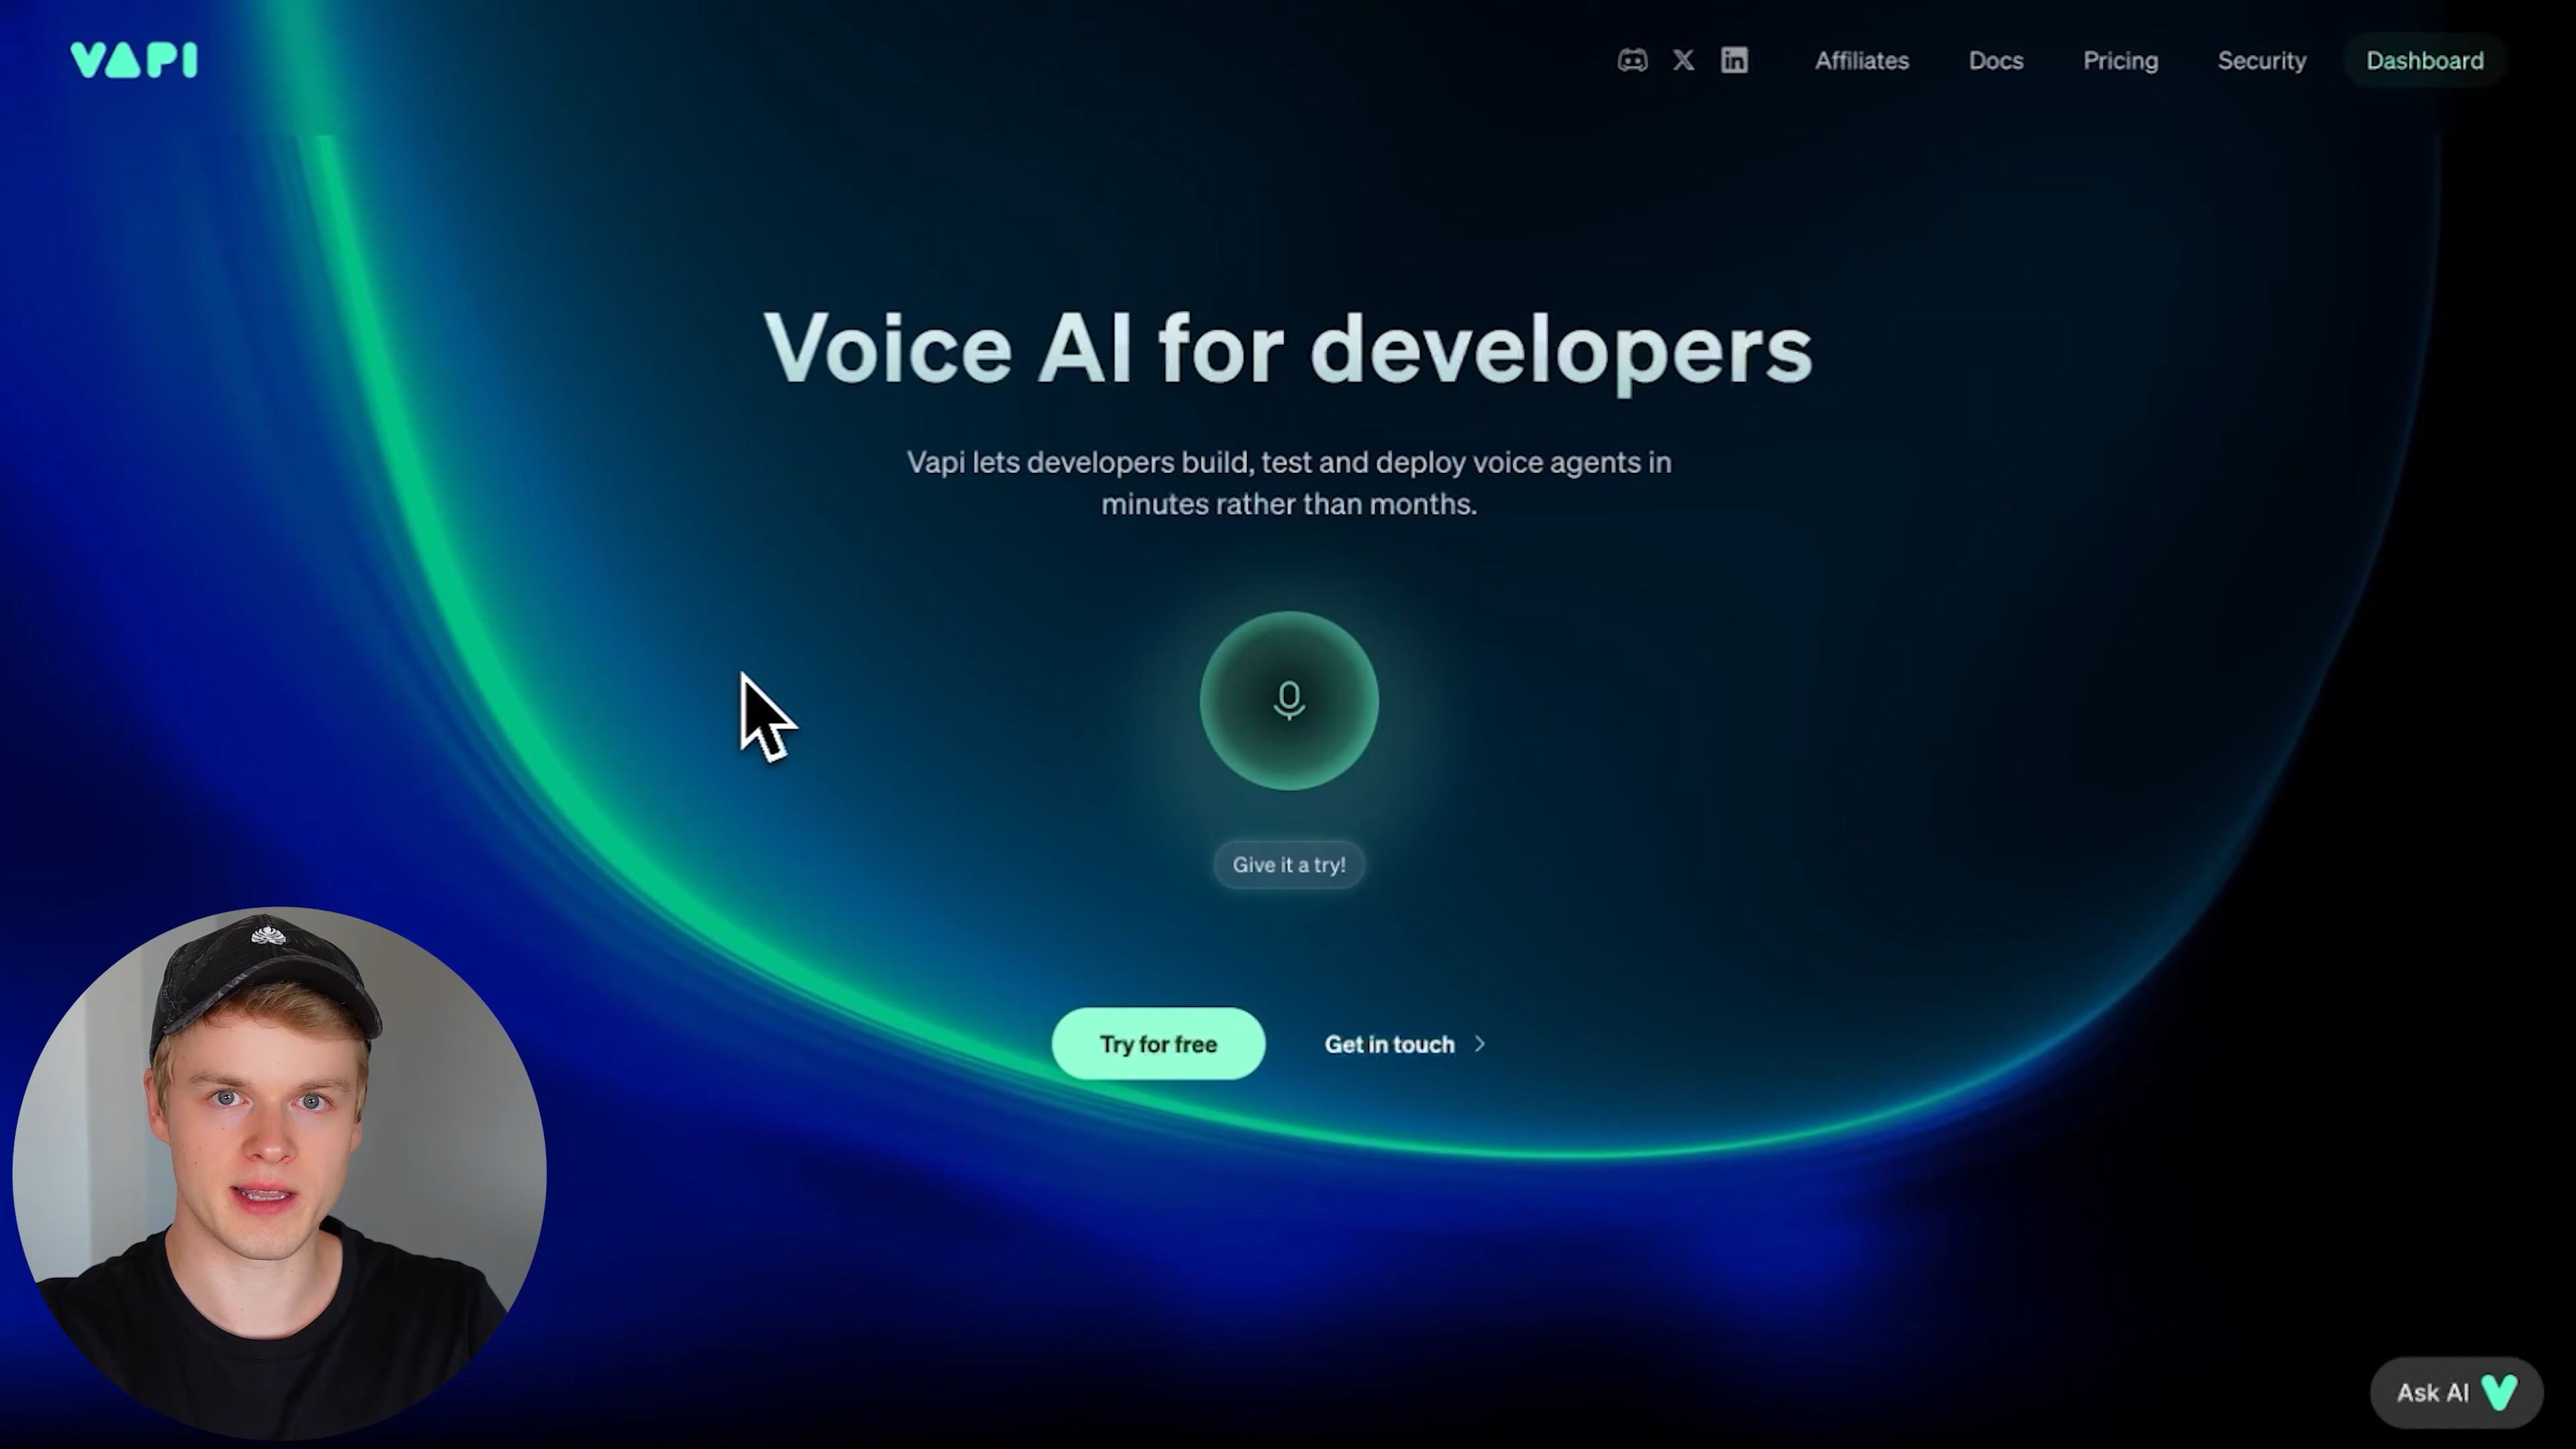 VAPI
Affiliates
Docs
Pricing
Security
Dashboard
Voice AI for developers
Vapi lets developers build, test and deploy voice agents in
minutes rather than months.
Give it a try!
Try for free
Get in touch
Ask AI